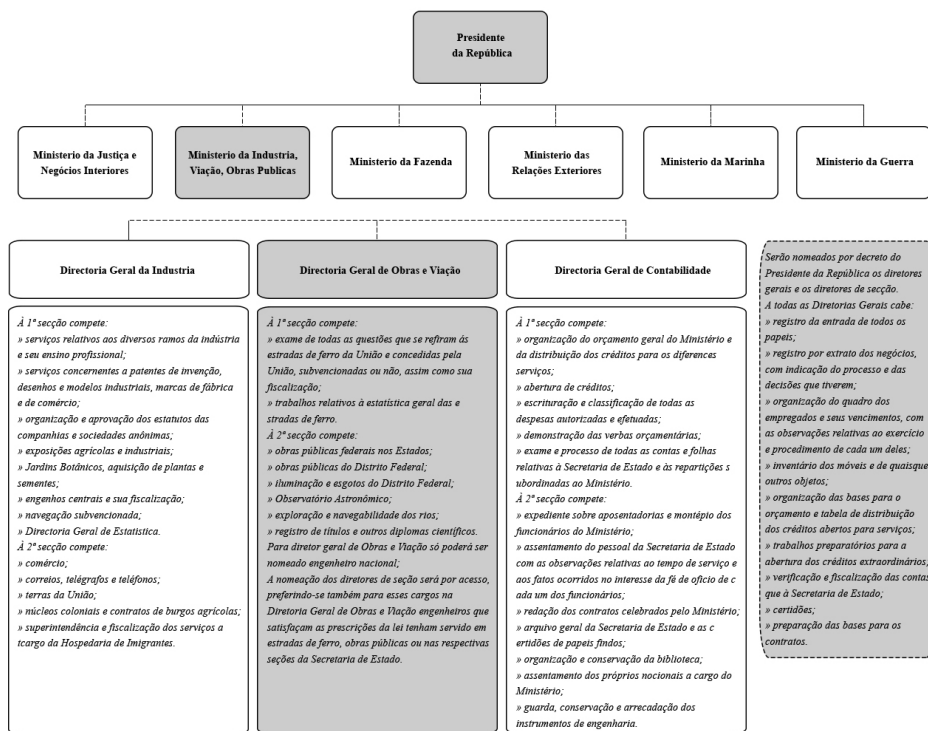 Presidente
da República
Ministerio da Justiça e
Negócios Interiores
Ministerio da Industria,
Viação, Obras Publicas
Ministerio da Fazenda
Ministerio das
Relações Exteriores
Ministerio da Marinha
Ministerio da Guerra
Directoria Geral da Industria
À 1ª secção compete:
» serviços relativos aos diversos ramos da indústria
e seu ensino profissional;
» serviços concernentes a patentes de invenção,
desenhos e modelos industriais, marcas de fábrica
e de comércio;
» organização e aprovação dos estatutos das
companhias e sociedades anônimas;
» exposições agrícolas e industriais;
» Jardins Botânicos, aquisição de plantas e
sementes;
» engenhos centrais e sua fiscalização;
» navegação subvencionada;
» Directoria Geral de Estatistica.
À 2ª secção compete:
» comércio;
» correios, telégrafos e teléfonos;
» terras da União;
» núcleos coloniais e contratos de burgos agrícolas;
» superintendência e fiscalização dos serviços a
tcargo da Hospedaria de Imigrantes.
Directoria Geral de Obras e Viação
À 1ª secção compete:
» exame de todas as questões que se refiram às
estradas de ferro da União e concedidas pela
União, subvencionadas ou não, assim como sua
fiscalização;
» trabalhos relativos à estatística geral das e
stradas de ferro.
À 2ª secção compete:
» obras públicas federais nos Estados;
» obras públicas do Distrito Federal;
» iluminação e esgotos do Distrito Federal;
» Observatório Astronômico;
» exploração e navegabilidade dos rios;
» registro de títulos e outros diplomas científicos.
Para diretor geral de Obras e Viação só poderá ser
nomeado engenheiro nacional;
A nomeação dos diretores de seção será por acesso,
preferindo-se também para esses cargos na
Diretoria Geral de Obras e Viação engenheiros que
satisfaçam as prescrições da lei tenham servido em
estradas de ferro, obras públicas ou nas respectivas
seções da Secretaria de Estado.
Directoria Geral de Contabilidade
À 1ª secção compete:
» organização do orçamento geral do Ministério e
da distribuição dos créditos para os diferences
serviços;
» abertura de créditos;
» escrituração e classificação de todas as
despesas autorizadas e efetuadas;
» demonstração das verbas orçamentárias;
» exame e processo de todas as contas e folhas
relativas à Secretaria de Estado e às repartições s
ubordinadas ao Ministério.
À 2ª secção compete:
» expediente sobre aposentadorias e montépio dos
funcionários do Ministério;
» assentamento do pessoal da Secretaria de Estado
com as observações relativas ao tempo de serviço e
aos fatos ocorridos no interesse da fé de oficio de c
ada um dos funcionários;
» redação dos contratos celebrados pelo Ministério;
» arquivo geral da Secretaria de Estado e as c
ertidões de papeis findos;
» organização e conservação da biblioteca;
» assentamento dos próprios nocionais a cargo do
Ministério;
» guarda, conservação e arrecadação dos
instrumentos de engenharia.
Serão nomeados por decreto do
Presidente da República os diretores
gerais e os diretores de secção.
A todas as Diretorias Gerais cabe:
» registro da entrada de todos os
papeis;
» registro por extrato dos negócios,
com indicação do processo e das
decisões que tiverem;
» organização do quadro dos
empregados e seus vencimentos, com
as observações relativas ao exercício
e procedimento de cada um deles;
» inventário dos móveis e de quaisque
outros objetos;
» organização das bases para o
orçamento e tabela de distribuição
dos créditos abertos para serviços;
» trabalhos preparatórios para a
abertura dos créditos extraordinários;
» verificação e fiscalização das contas
que à Secretaria de Estado;
» certidões;
» preparação das bases para os
contratos.